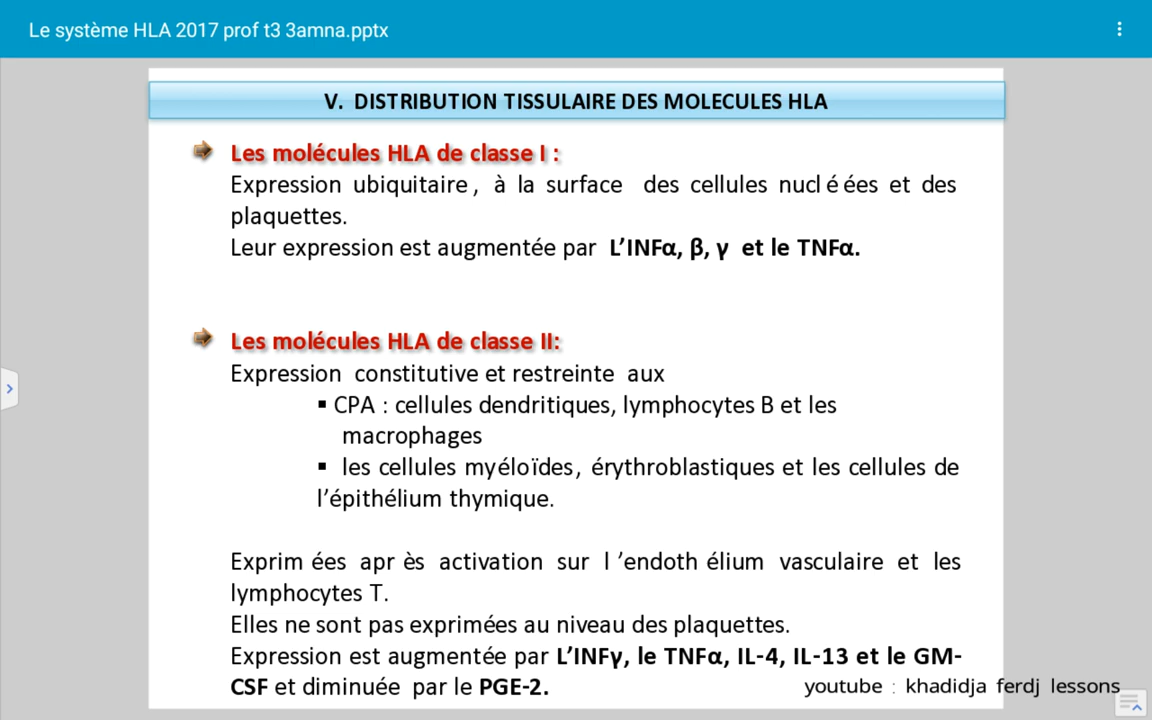 Le système HLA 2017 prof t3 3amna.pptx
V. DISTRIBUTION TISSULAIRE DES MOLECULES HLA
Les molécules HLA de classe I :
Expression ubiquitaire , à la surface des cellules nucl é ées et des
plaquettes.
Leur expression est augmentée par L’INFα, β, γ et le TNFα.
Les molécules HLA de classe II:
Expression constitutive et restreinte aux
▪ CPA : cellules dendritiques, lymphocytes B et les
macrophages
▪ les cellules myéloïdes, érythroblastiques et les cellules de
l’épithélium thymique.
Exprim ées apr ès activation sur l ’endoth élium vasculaire et les
lymphocytes T.
Elles ne sont pas exprimées au niveau des plaquettes.
Expression est augmentée par L’INFγ, le TNFα, IL-4, IL-13 et le GM-
CSF et diminuée par le PGE-2.
youtube : khadidja ferdj lessons